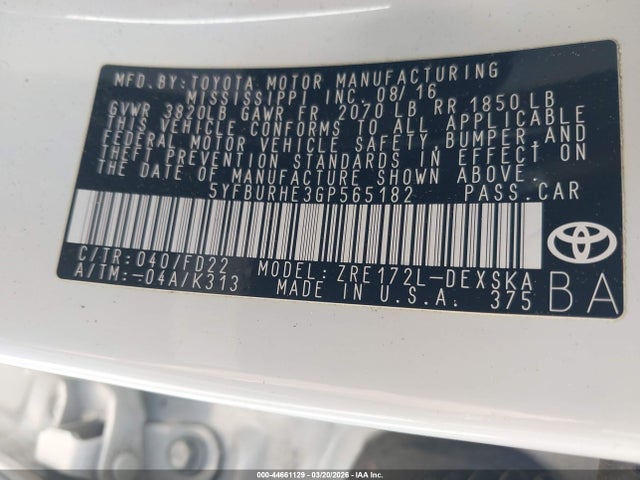 MFD.BY:TOYOTA MOTOR MANUFACTURING
MISSISSIPPI INC. 08/16
GVWR 3820LB GAWR FR 2070 LB RR 1850 LB
THIS VEHICLE CONFORMS TO ALL APPLICABLE
FEDERAL MOTOR VEHICLE SAFETY,BUMPER,AND
THEFT PREVENTION STANDARDS IN EFFECT ON
THE DATE OF MANUFACTURE SHOWN ABOVE.
5YFBURHE3GP565182 PASS.CAR
C/TR:040/FD22 MODEL:ZRE172L-DEXSKA
A/TM:-04A/K313 MADE IN U.S.A. 375
BA
#000-44661129 - 03/20/2026 - IAA Inc.